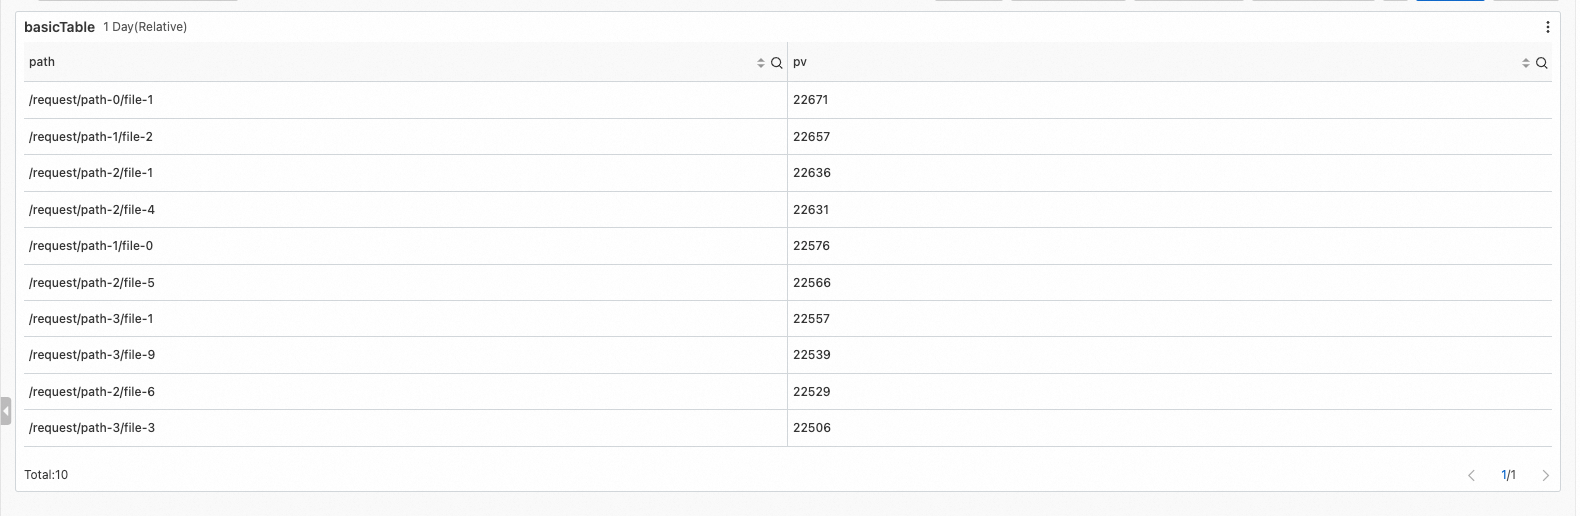 basicTable 1 Day(Relative)
path pv
/request/path-0/file-1 22671
/request/path-1/file-2 22657
/request/path-2/file-1 22636
/request/path-2/file-4 22631
/request/path-1/file-0 22576
/request/path-2/file-5 22566
/request/path-3/file-1 22557
/request/path-3/file-9 22539
/request/path-2/file-6 22529
/request/path-3/file-3 22506
Total:10 1/1